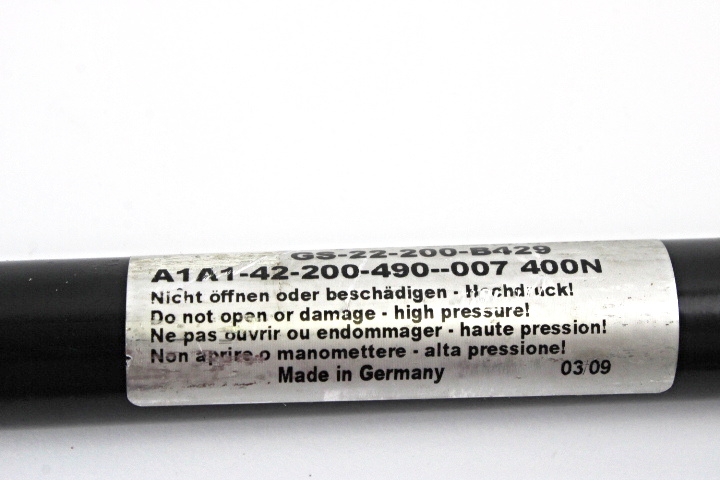 GS-22-200-B429
A1A1-42-200-490--007 400N
Nicht öffnen oder beschädigen - Hochdruck!
Do not open or damage - high pressure!
Ne pas ouvrir ou endommager - haute pression!
Non aprire o manomettere - alta pressione!
Made in Germany 03/09